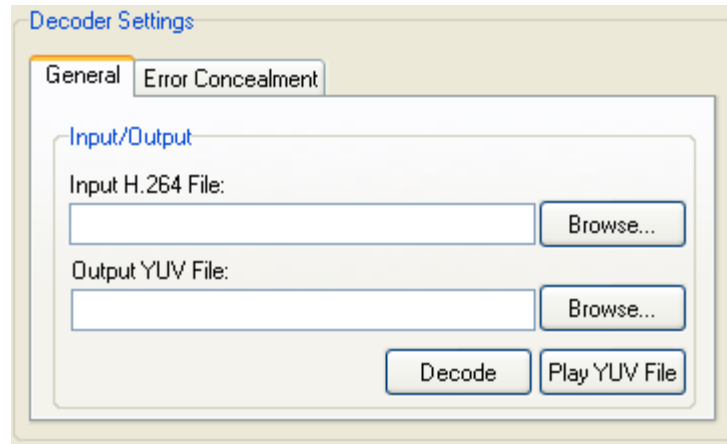 Decoder Settings
General Error Concealment
Input/Output
Input H.264 File:
Browse...
Output YUV File:
Browse...
Decode Play YUV File